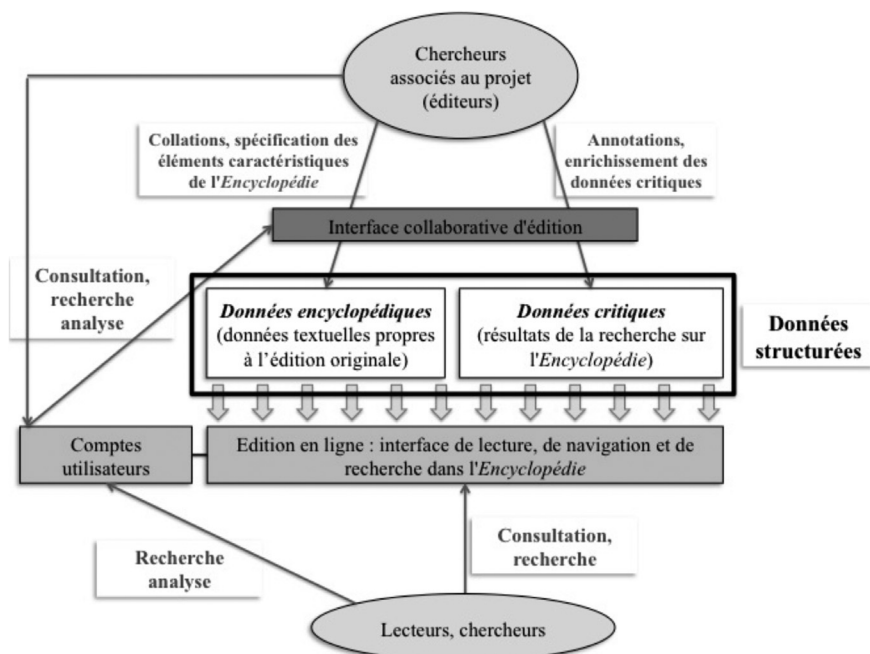 Chercheurs
associés au projet
(éditeurs)
Collations, spécification des
éléments caractéristiques
de l'Encyclopédie
Annotations,
enrichissement des
données critiques
Interface collaborative d'édition
Consultation,
recherche
analyse
Données encyclopédiques
(données textuelles propres
à l’édition originale)
Données critiques
(résultats de la recherche sur
l'Encyclopédie)
Données
structurées
Comptes
utilisateurs
Edition en ligne : interface de lecture, de navigation et de
recherche dans l'Encyclopédie
Recherche
analyse
Consultation,
recherche
Lecteurs, chercheurs